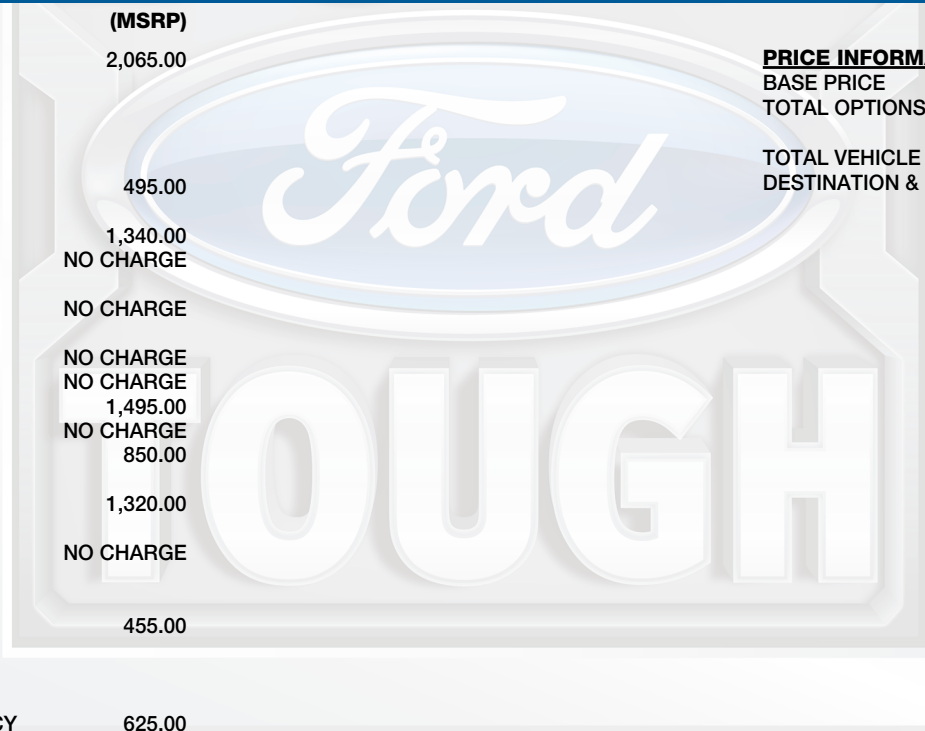 (MSRP)
2,065.00
495.00
1,340.00
NO CHARGE
NO CHARGE
NO CHARGE
NO CHARGE
1,495.00
NO CHARGE
850.00
1,320.00
NO CHARGE
455.00
CY 625.00
PRICE INFORMA
BASE PRICE
TOTAL OPTIONS
TOTAL VEHICLE
DESTINATION &
Ford
TOUGH